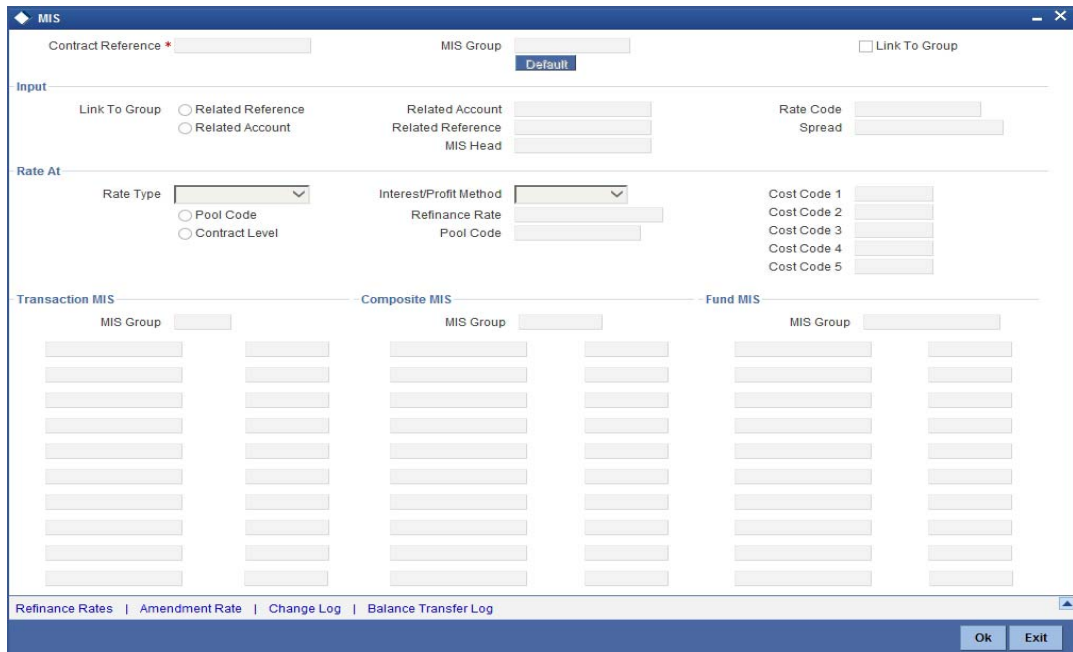 MIS
Contract Reference *
MIS Group
Link To Group
Default
Input
Link To Group
Related Reference
Related Account
Related Account
Related Reference
MIS Head
Rate Code
Spread
Rate At
Rate Type
Pool Code
Contract Level
Interest/Profit Method
Refinance Rate
Pool Code
Cost Code 1
Cost Code 2
Cost Code 3
Cost Code 4
Cost Code 5
Transaction MIS
MIS Group
Composite MIS
MIS Group
Fund MIS
MIS Group
Refinance Rates | Amendment Rate | Change Log | Balance Transfer Log
Ok Exit